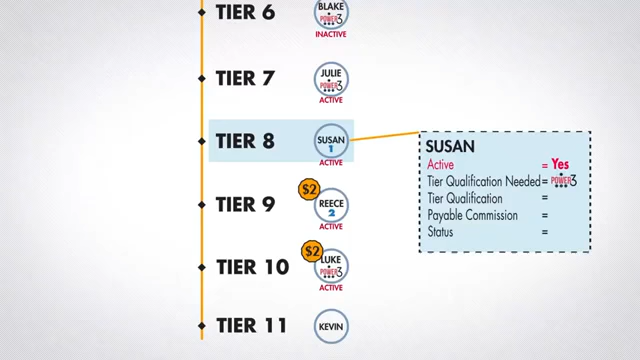 TIER 6
BLAKE
POWER3
INACTIVE
TIER 7
JULIE
POWER3
ACTIVE
TIER 8
SUSAN
1
ACTIVE
SUSAN
Active = Yes
Tier Qualification Needed = POWER3
Tier Qualification =
Payable Commission =
Status =
TIER 9
$2
REECE
2
ACTIVE
TIER 10
$2
LUKE
POWER3
ACTIVE
TIER 11
KEVIN